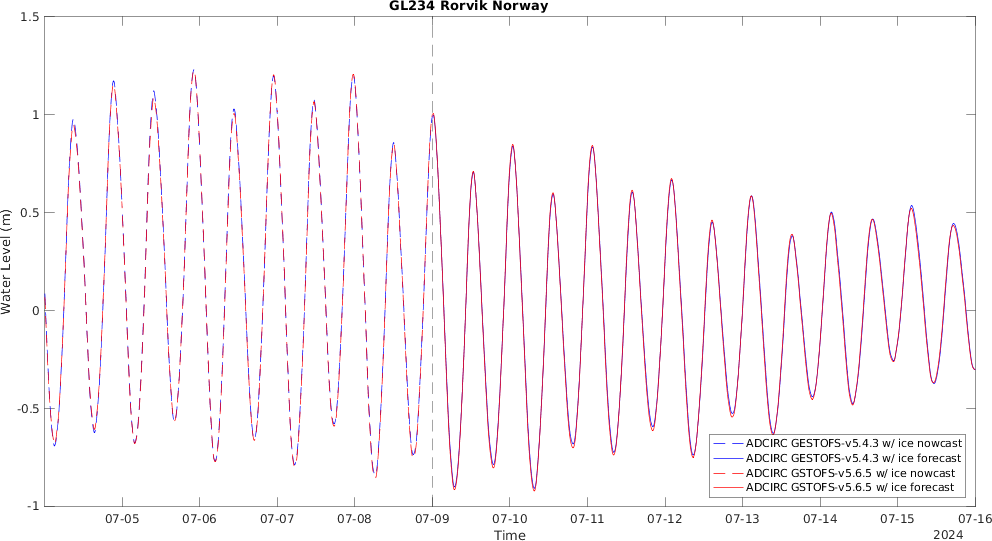 GL234 Rorvik Norway
1.5
1
0.5
0
-0.5
-1
Water Level (m)
ADCIRC GESTOFS-v5.4.3 w/ ice nowcast
ADCIRC GESTOFS-v5.4.3 w/ ice forecast
ADCIRC GSTOFS-v5.6.5 w/ ice nowcast
ADCIRC GSTOFS-v5.6.5 w/ ice forecast
07-05 07-06 07-07 07-08 07-09 07-10 07-11 07-12 07-13 07-14 07-15 07-16
Time
2024